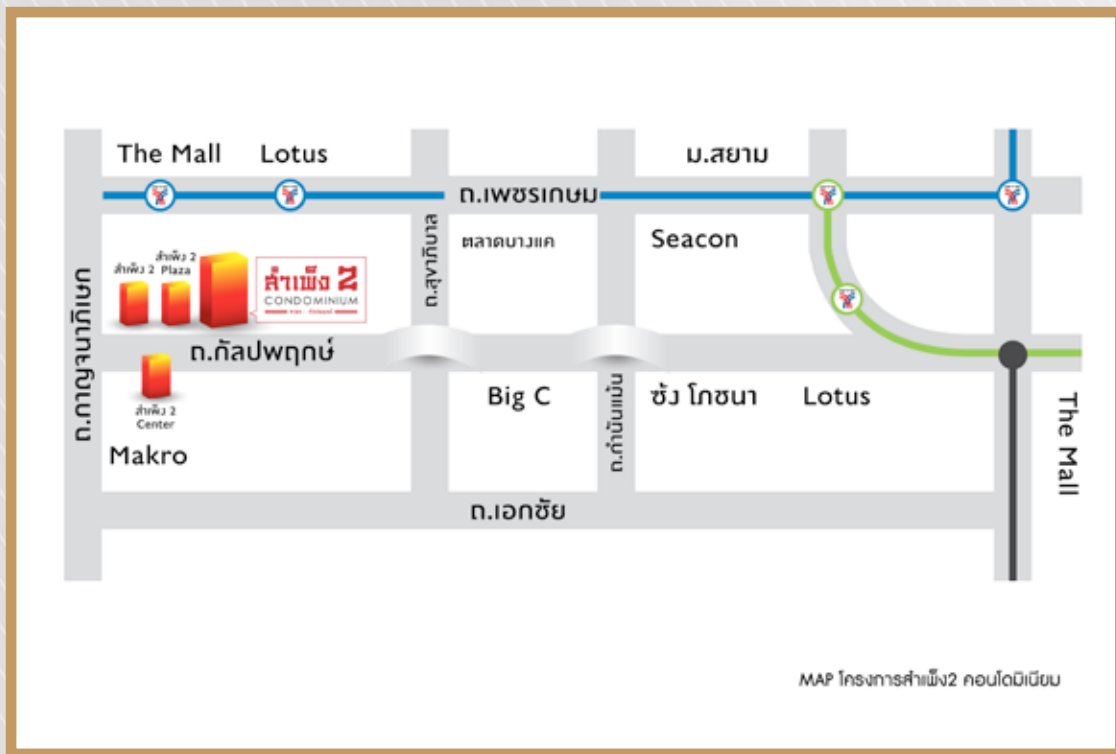 The Mall
Lotus
ม.สยาม
ถ.เพชรเกษม
ตลาดบางแค
Seacon
ถ.สุขาภิบาล
สำเพ็ง 2
สำเพ็ง 2
Plaza
สำเพ็ง 2
CONDOMINIUM
ถ.กาญจนาภิเษก
ถ.กัลปพฤกษ์
สำเพ็ง 2
Center
Makro
Big C
ถ.กำนันแม้น
ซ้ง โภชนา
Lotus
The Mall
ถ.เอกชัย
MAP โครงการสำเพ็ง2 คอนโดมิเนียม